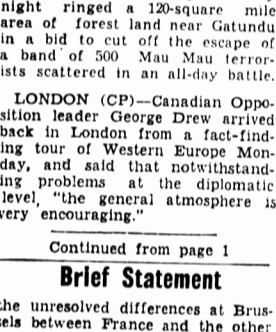 night ringed a 120-square mile
area of forest land near Gatundu
in a bid to cut off the escape of
a band of 500 Mau Mau terror-
ists scattered in an all-day battle.
LONDON (CP)—Canadian Oppo-
sition leader George Drew arrived
back in London from a fact-find-
ing tour of Western Europe Mon-
day, and said that notwithstand-
ing problems at the diplomatic
level, "the general atmosphere is
very encouraging."
Continued from page 1
Brief Statement
the unresolved differences at Brus-
sels between France and the other